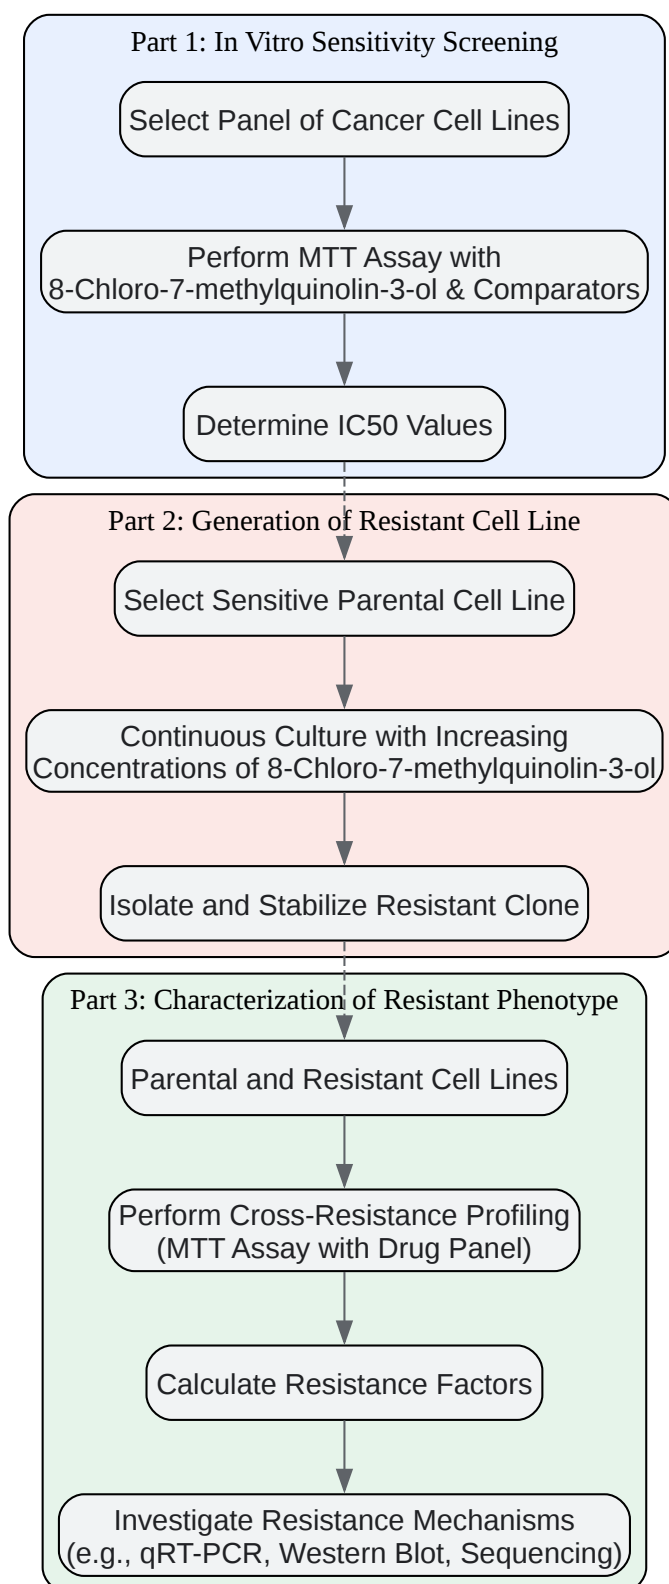 Part 1: In Vitro Sensitivity Screening
Select Panel of Cancer Cell Lines
Perform MTT Assay with
8-Chloro-7-methylquinolin-3-ol & Comparators
Determine IC50 Values
Part 2: Generation of Resistant Cell Line
Select Sensitive Parental Cell Line
Continuous Culture with Increasing
Concentrations of 8-Chloro-7-methylquinolin-3-ol
Isolate and Stabilize Resistant Clone
Part 3: Characterization of Resistant Phenotype
Parental and Resistant Cell Lines
Perform Cross-Resistance Profiling
(MTT Assay with Drug Panel)
Calculate Resistance Factors
Investigate Resistance Mechanisms
(e.g., qRT-PCR, Western Blot, Sequencing)